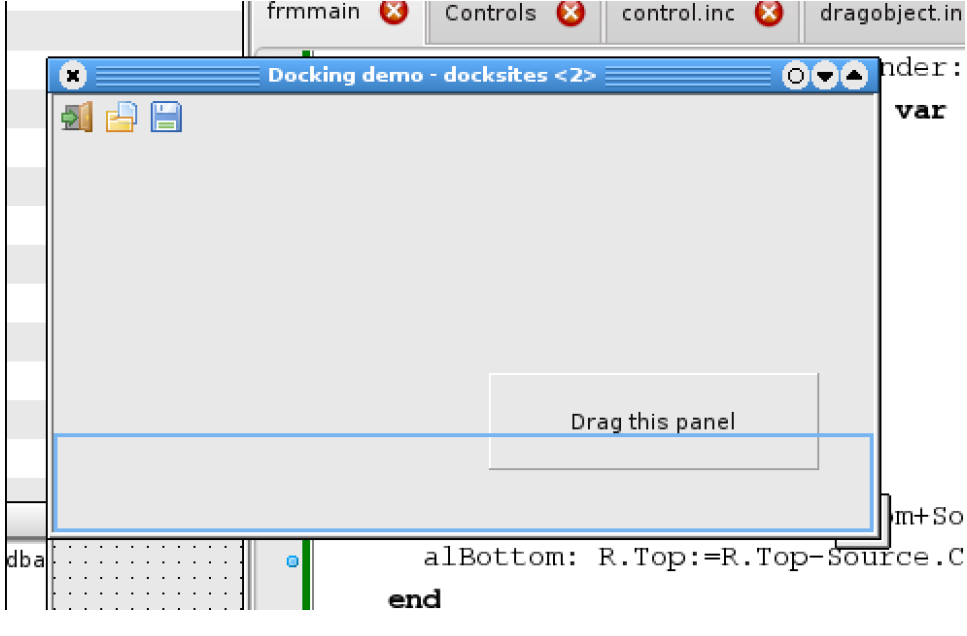 frmmain Controls control.inc dragobject.in
Docking demo - docksites <2>
nder:
var
Drag this panel
m+So
dba
alBottom: R.Top:=R.Top-Source.C
end